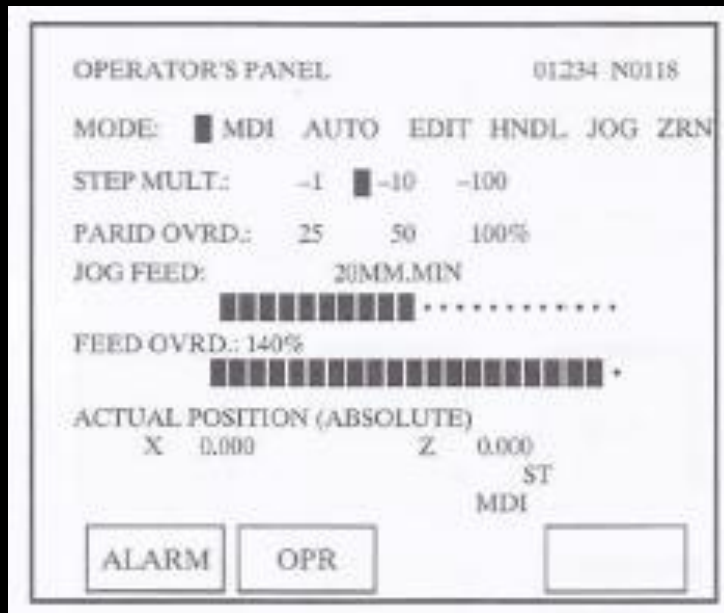 OPERATOR'S PANEL 01234 N0118
MODE: MDI AUTO EDIT HNDL JOG ZRN
STEP MULT.: –1 –10 –100
PARID OVRD.: 25 50 100%
JOG FEED: 20MM.MIN
FEED OVRD.: 140%
ACTUAL POSITION (ABSOLUTE)
X 0.000 Z 0.000
ST
MDI
ALARM OPR